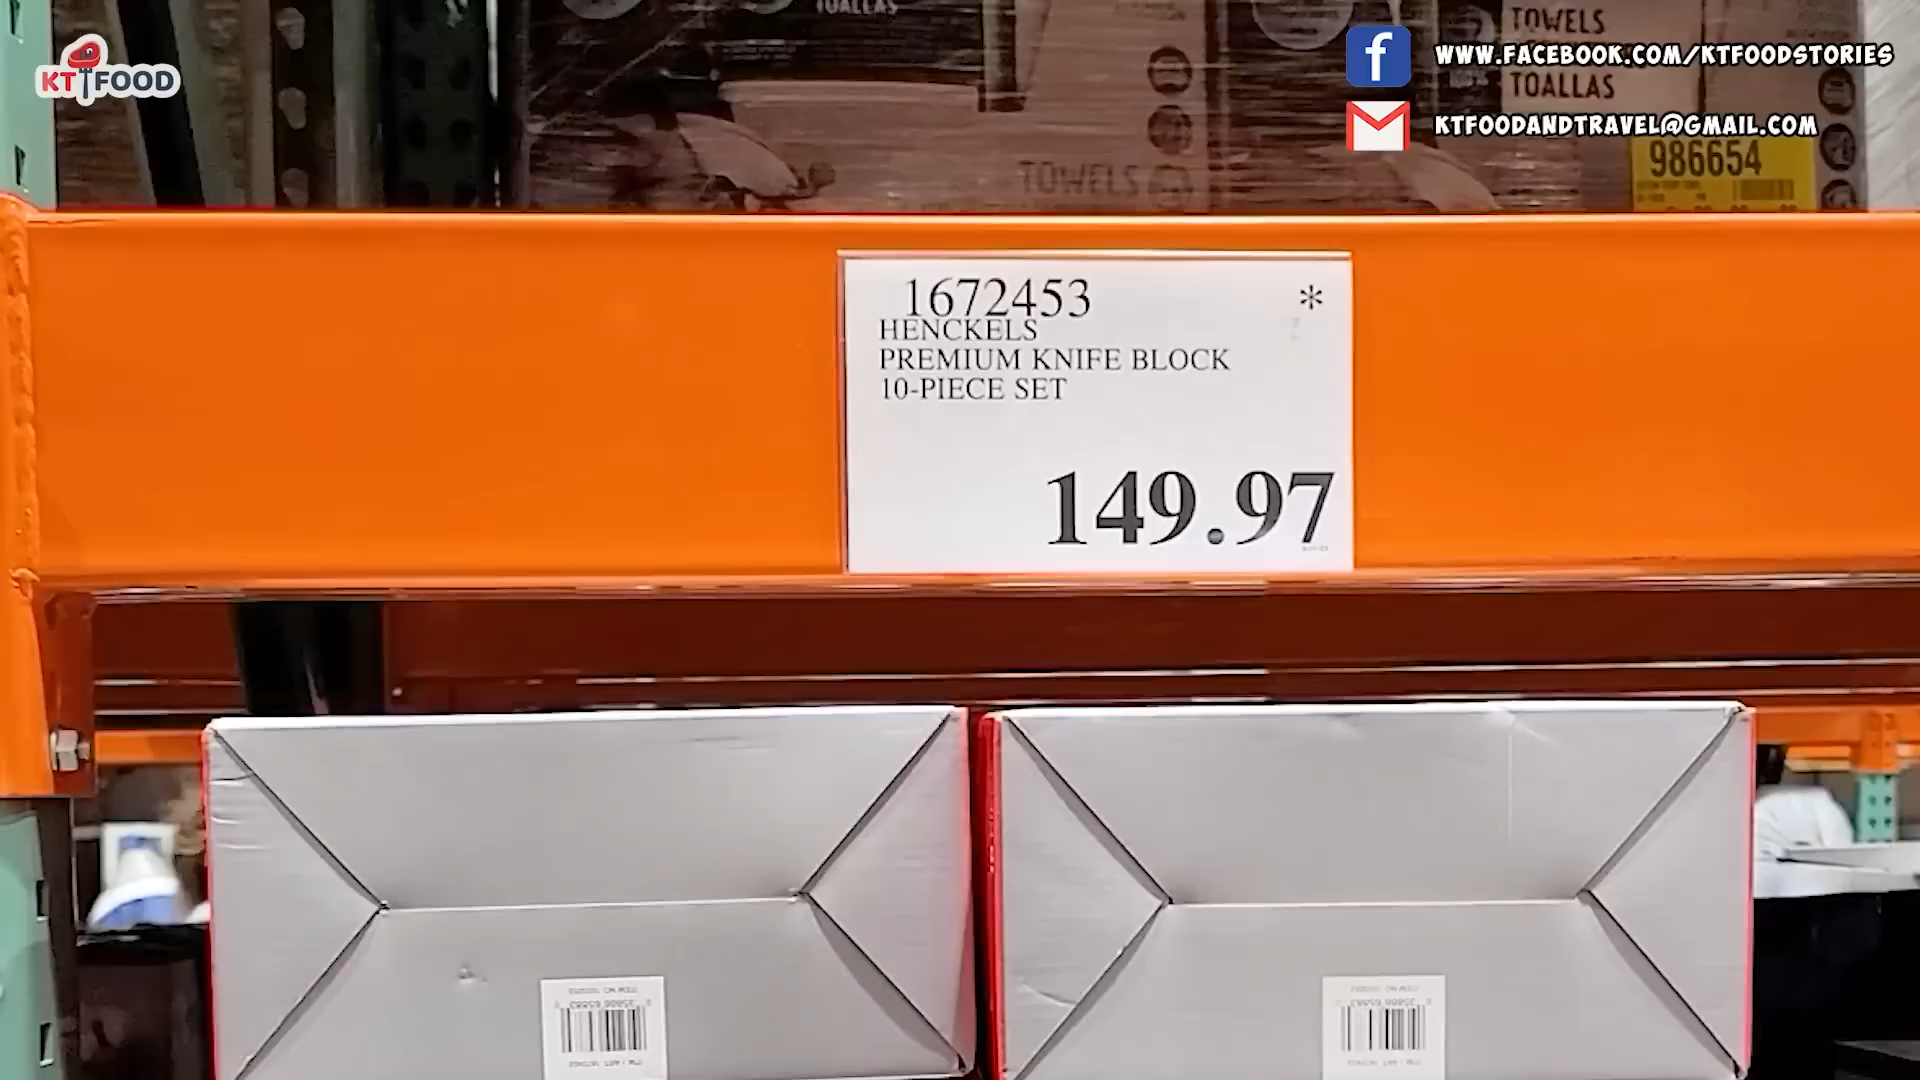 TOALLAS
TOWELS
TOALLAS
KT FOOD
WWW.FACEBOOK.COM/KTFOODSTORIES
KTFOODANDTRAVEL@GMAIL.COM
TOWELS
986654
1672453 *
HENCKELS
PREMIUM KNIFE BLOCK
10-PIECE SET
149.97